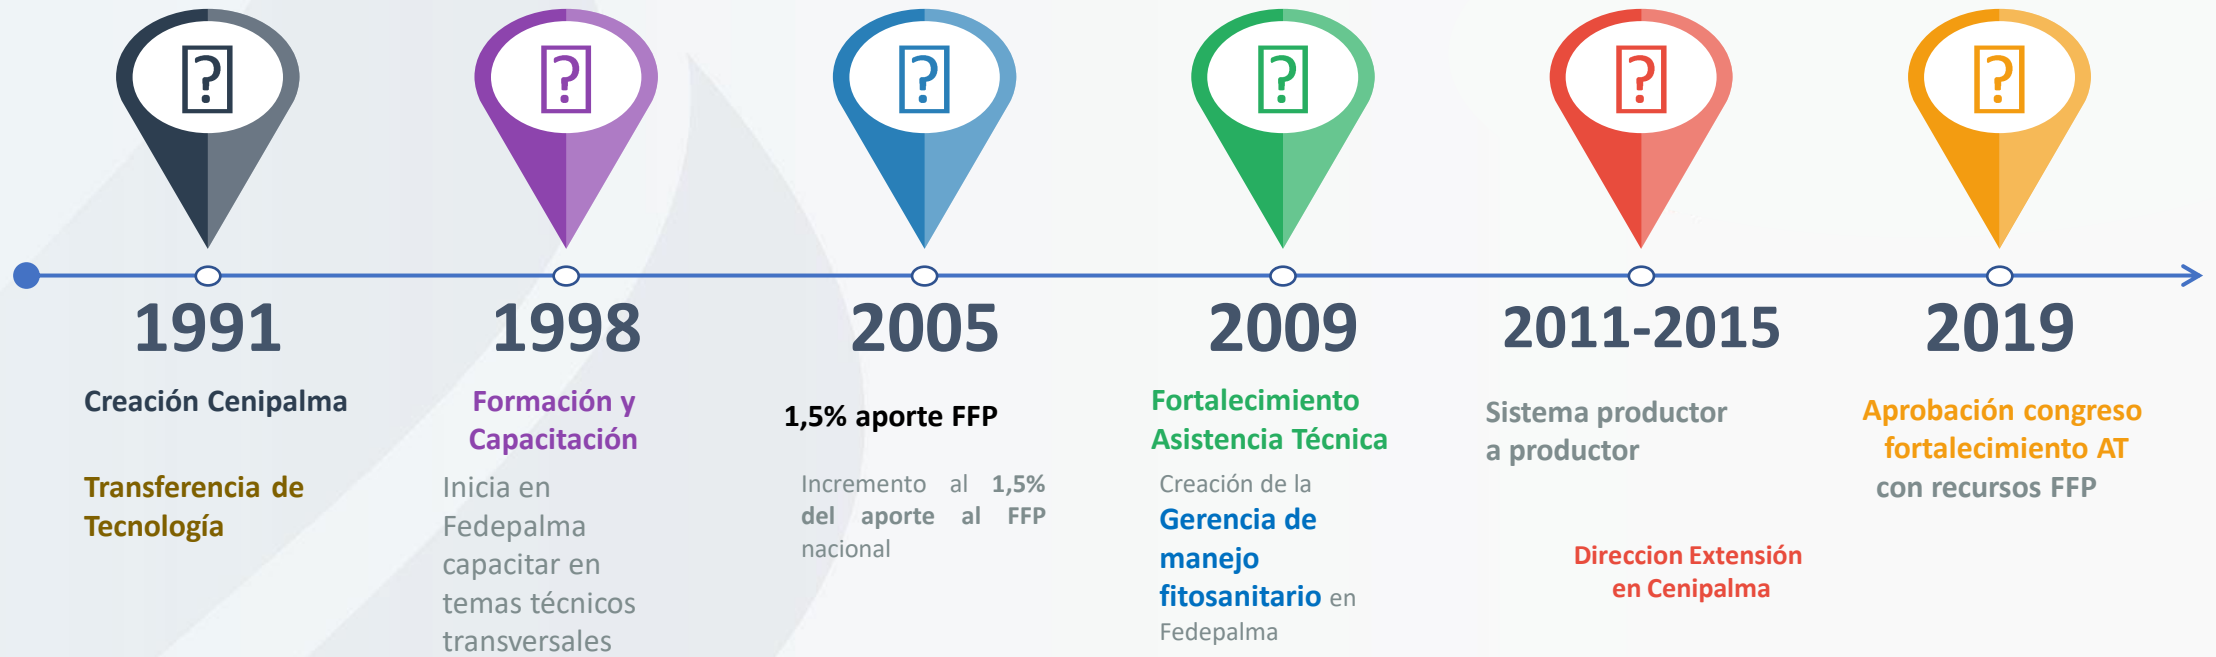 1991
Creación Cenipalma
Transferencia de
Tecnología
1998
Formación y
Capacitación
Inicia en
Fedepalma
capacitar en
temas técnicos
transversales
2005
1,5% aporte FFP
Incremento al 1,5%
del aporte al FFP
nacional
2009
Fortalecimiento
Asistencia Técnica
Creación de la
Gerencia de
manejo
fitosanitario en
Fedepalma
2011-2015
Sistema productor
a productor
Direccion Extensión
en Cenipalma
2019
Aprobación congreso
fortalecimiento AT
con recursos FFP